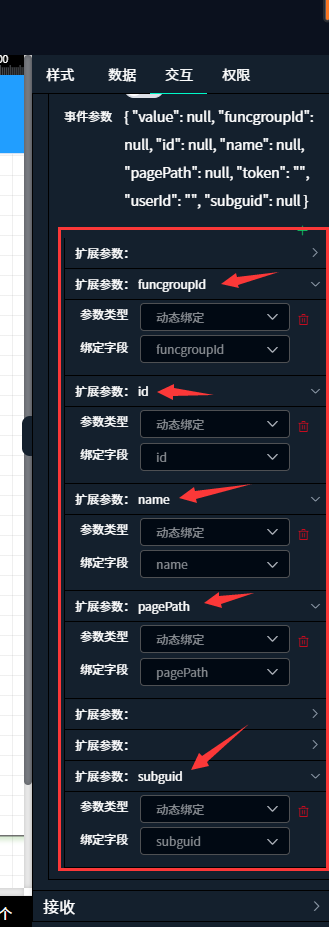 00
样式 数据 交互 权限
事件参数 { "value": null, "funcgroupId":
null, "id": null, "name": null,
"pagePath": null, "token": "",
"userId": "", "subguid": null }
扩展参数：
扩展参数： funcgroupId
参数类型 动态绑定
绑定字段 funcgroupId
扩展参数： id
参数类型 动态绑定
绑定字段 id
扩展参数： name
参数类型 动态绑定
绑定字段 name
扩展参数： pagePath
参数类型 动态绑定
绑定字段 pagePath
扩展参数：
扩展参数：
扩展参数： subguid
参数类型 动态绑定
绑定字段 subguid
个
接收